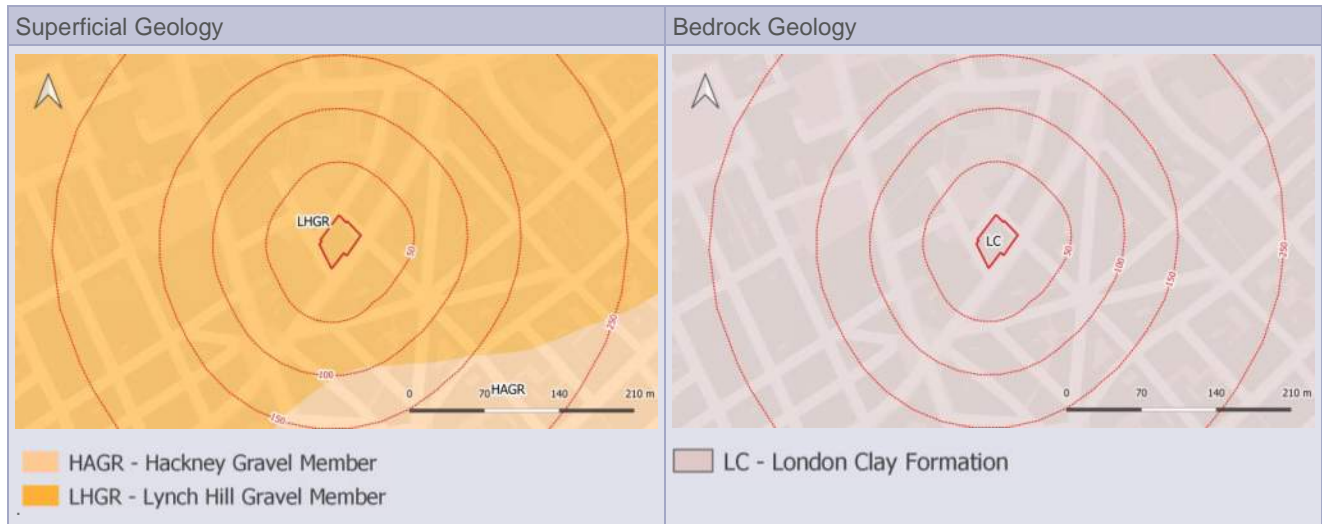 Superficial Geology
Bedrock Geology
LHGR
50
100
150
250
HAGR
0 70 140 210 m
HAGR - Hackney Gravel Member
LHGR - Lynch Hill Gravel Member
.
LC
50
100
150
250
0 70 140 210 m
LC - London Clay Formation